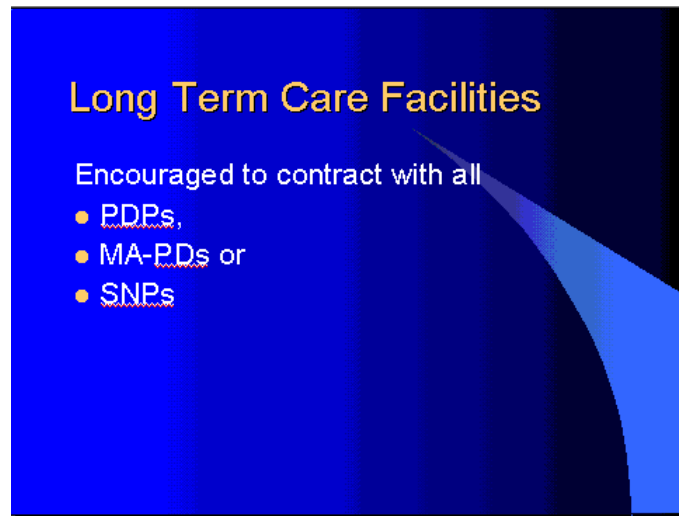 Long Term Care Facilities
Encouraged to contract with all
PDPs,
MA-PDs or
SNPs